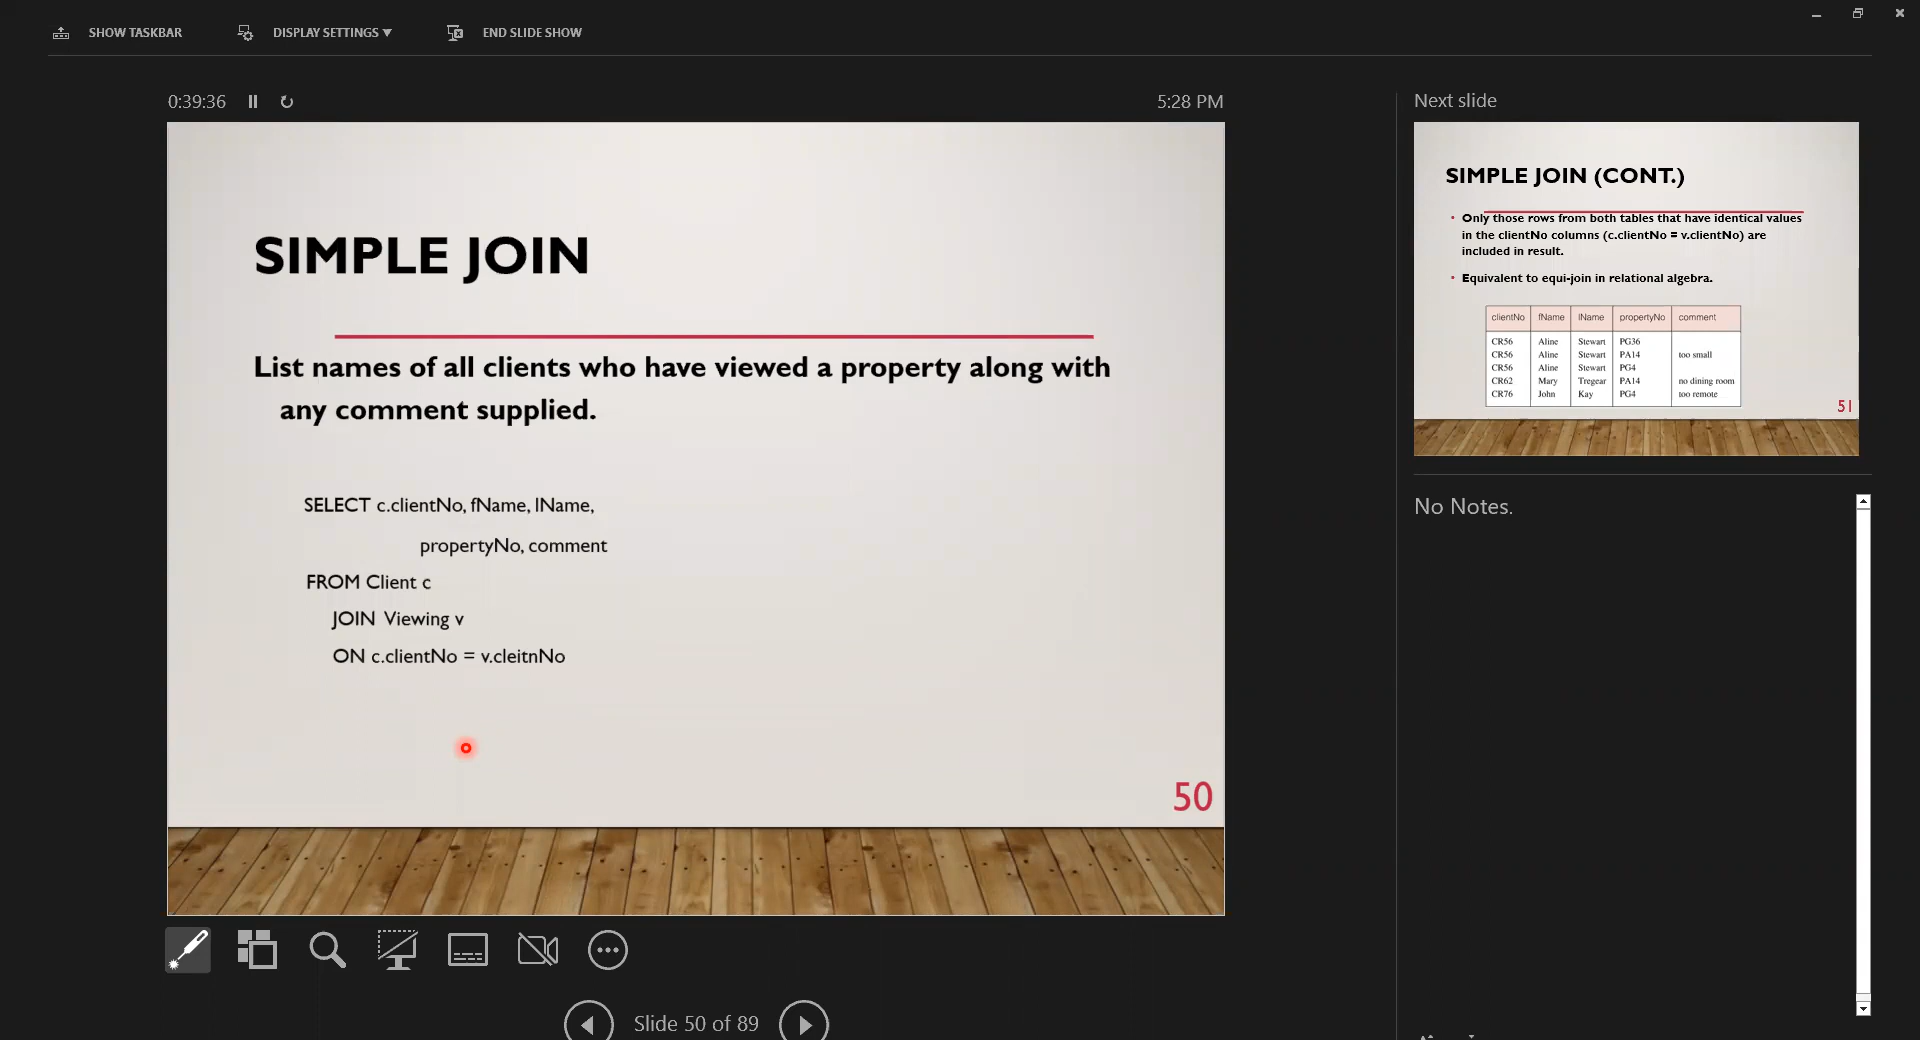 SHOW TASKBAR
DISPLAY SETTINGS ▼
END SLIDE SHOW
0:39:36
5:28 PM
SIMPLE JOIN
List names of all clients who have viewed a property along with
any comment supplied.
SELECT c.clientNo, fName, lName,
propertyNo, comment
FROM Client c
JOIN Viewing v
ON c.clientNo = v.cleitnNo
50
Slide 50 of 89
Next slide
SIMPLE JOIN (CONT.)
• Only those rows from both tables that have identical values
in the clientNo columns (c.clientNo = v.clientNo) are
included in result.
• Equivalent to equi-join in relational algebra.
clientNo fName lName propertyNo comment
CR56 Aline Stewart PG36
CR56 Aline Stewart PA14 too small
CR56 Aline Stewart PG4
CR62 Mary Tregear PA14 no dining room
CR76 John Kay PG4 too remote
51
No Notes.